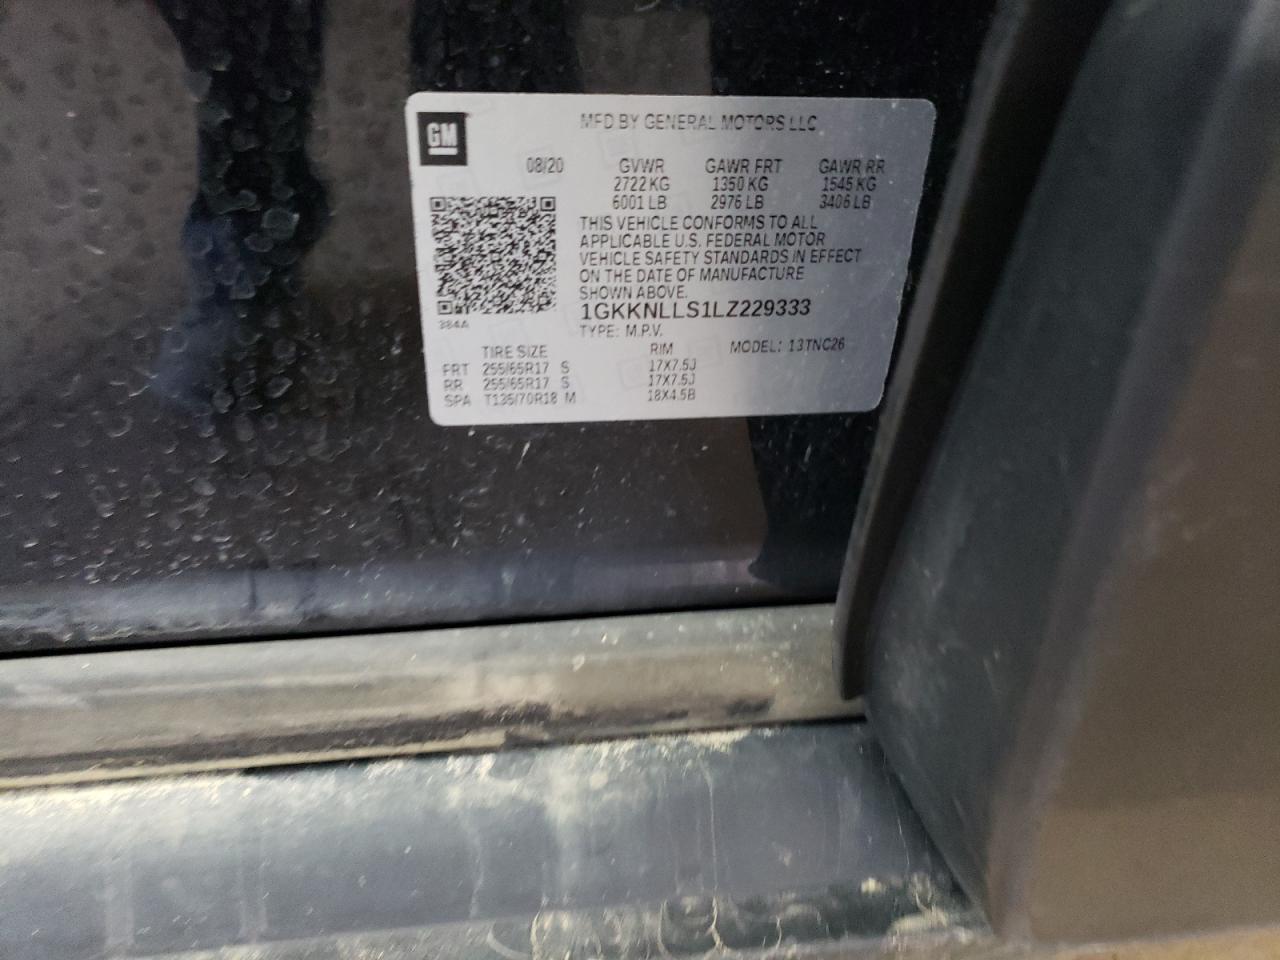 GM
MFD BY GENERAL MOTORS LLC
08/20 GVWR GAWR FRT GAWR RR
2722 KG 1350 KG 1545 KG
6001 LB 2976 LB 3406 LB
THIS VEHICLE CONFORMS TO ALL
APPLICABLE U.S. FEDERAL MOTOR
VEHICLE SAFETY STANDARDS IN EFFECT
ON THE DATE OF MANUFACTURE
SHOWN ABOVE.
1GKKNLLS1LZ229333
384A
TYPE: M.P.V.
TIRE SIZE RIM MODEL: 13TNC26
FRT 255/65R17 S 17X7.5J
RR 255/65R17 S 17X7.5J
SPA T135/70R18 M 18X4.5B